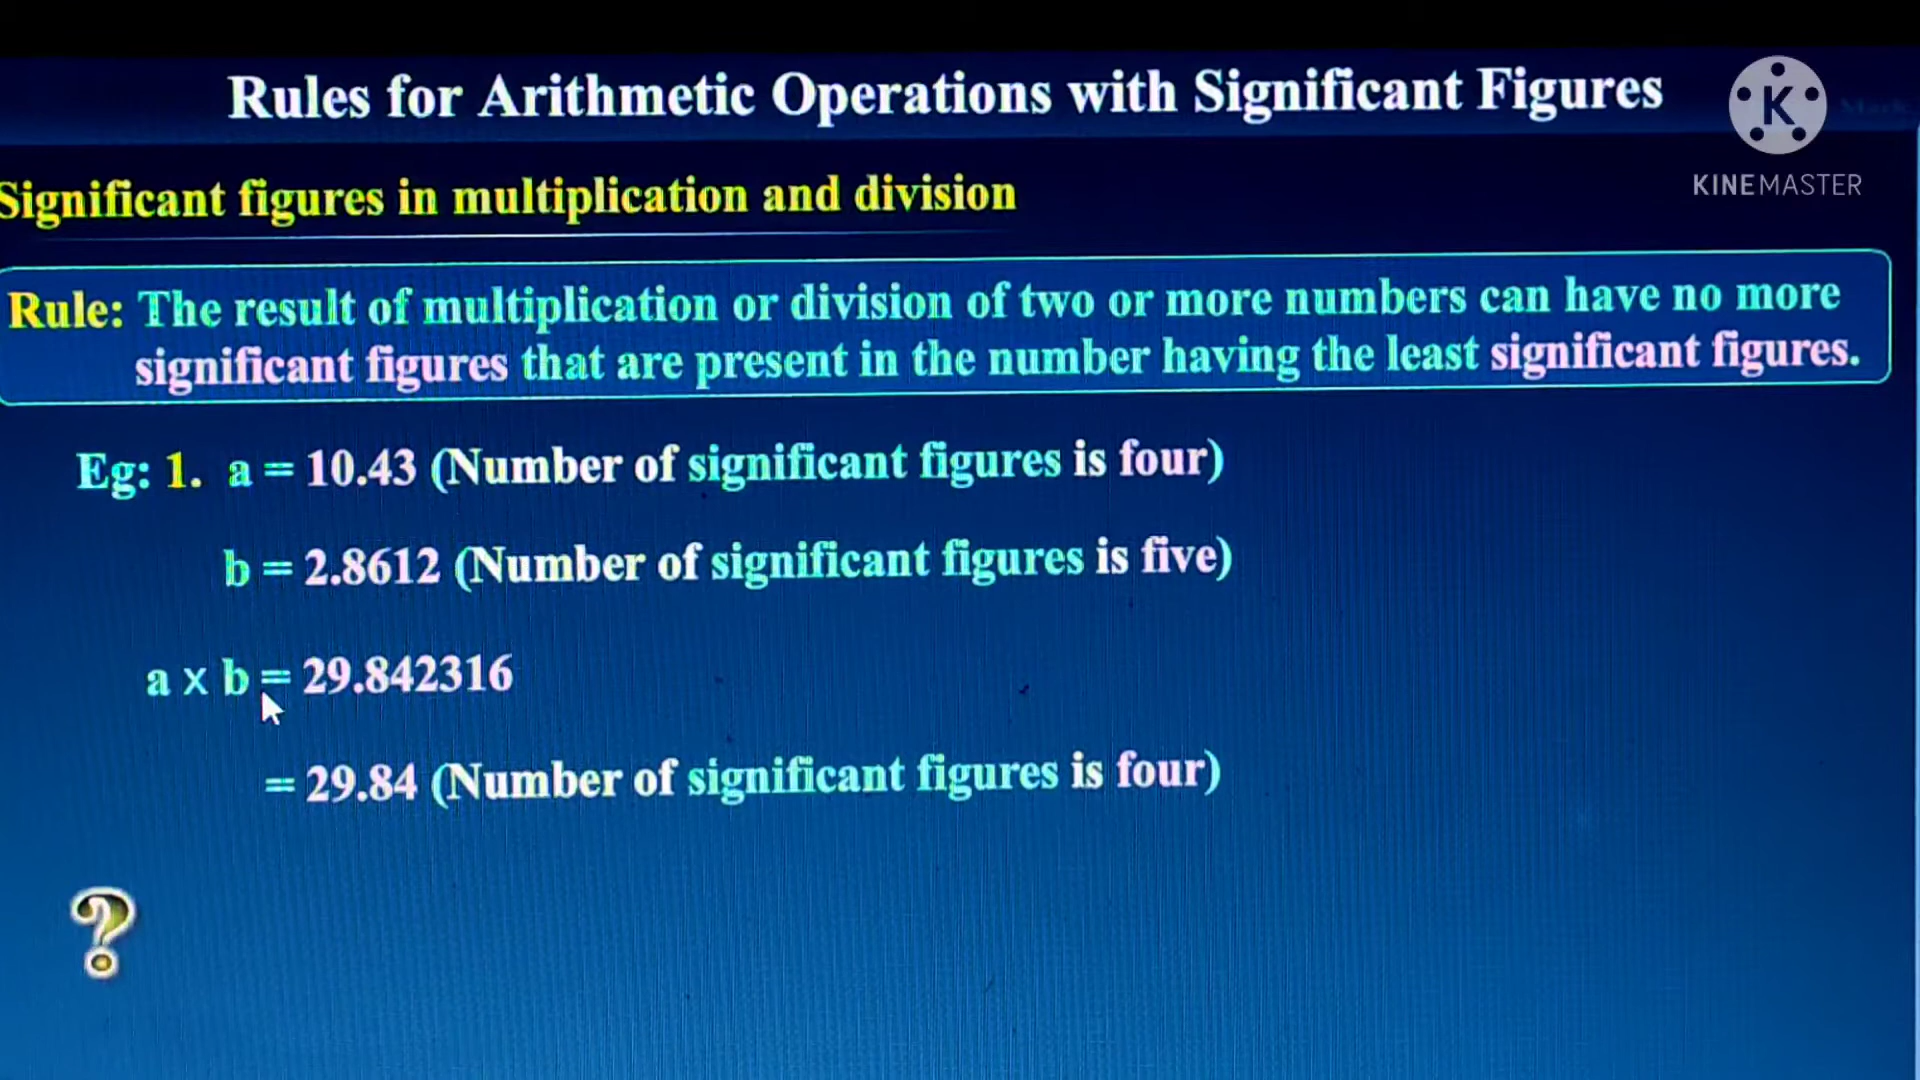 Rules for Arithmetic Operations with Significant Figures
K
KINEMASTER
Significant figures in multiplication and division
Rule: The result of multiplication or division of two or more numbers can have no more
significant figures that are present in the number having the least significant figures.
Eg: 1. a = 10.43 (Number of significant figures is four)
b = 2.8612 (Number of significant figures is five)
a x b = 29.842316
= 29.84 (Number of significant figures is four)
?